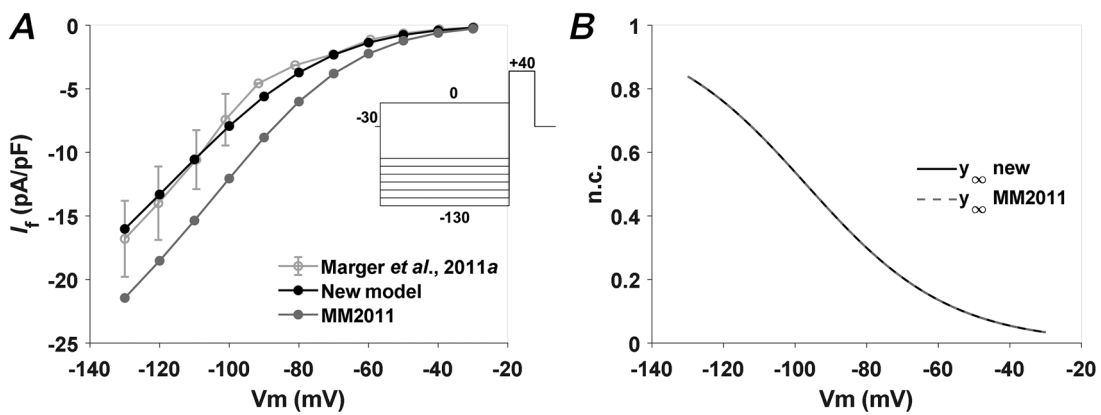 A
0
-5
-10
-15
-20
-25
I_f (pA/pF)
-140 -120 -100 -80 -60 -40 -20
Vm (mV)
+40
0
-30
-130
Marger et al., 2011a
New model
MM2011
B
1
0.8
0.6
0.4
0.2
0
n.c.
-140 -120 -100 -80 -60 -40 -20
Vm (mV)
y∞ new
y∞ MM2011